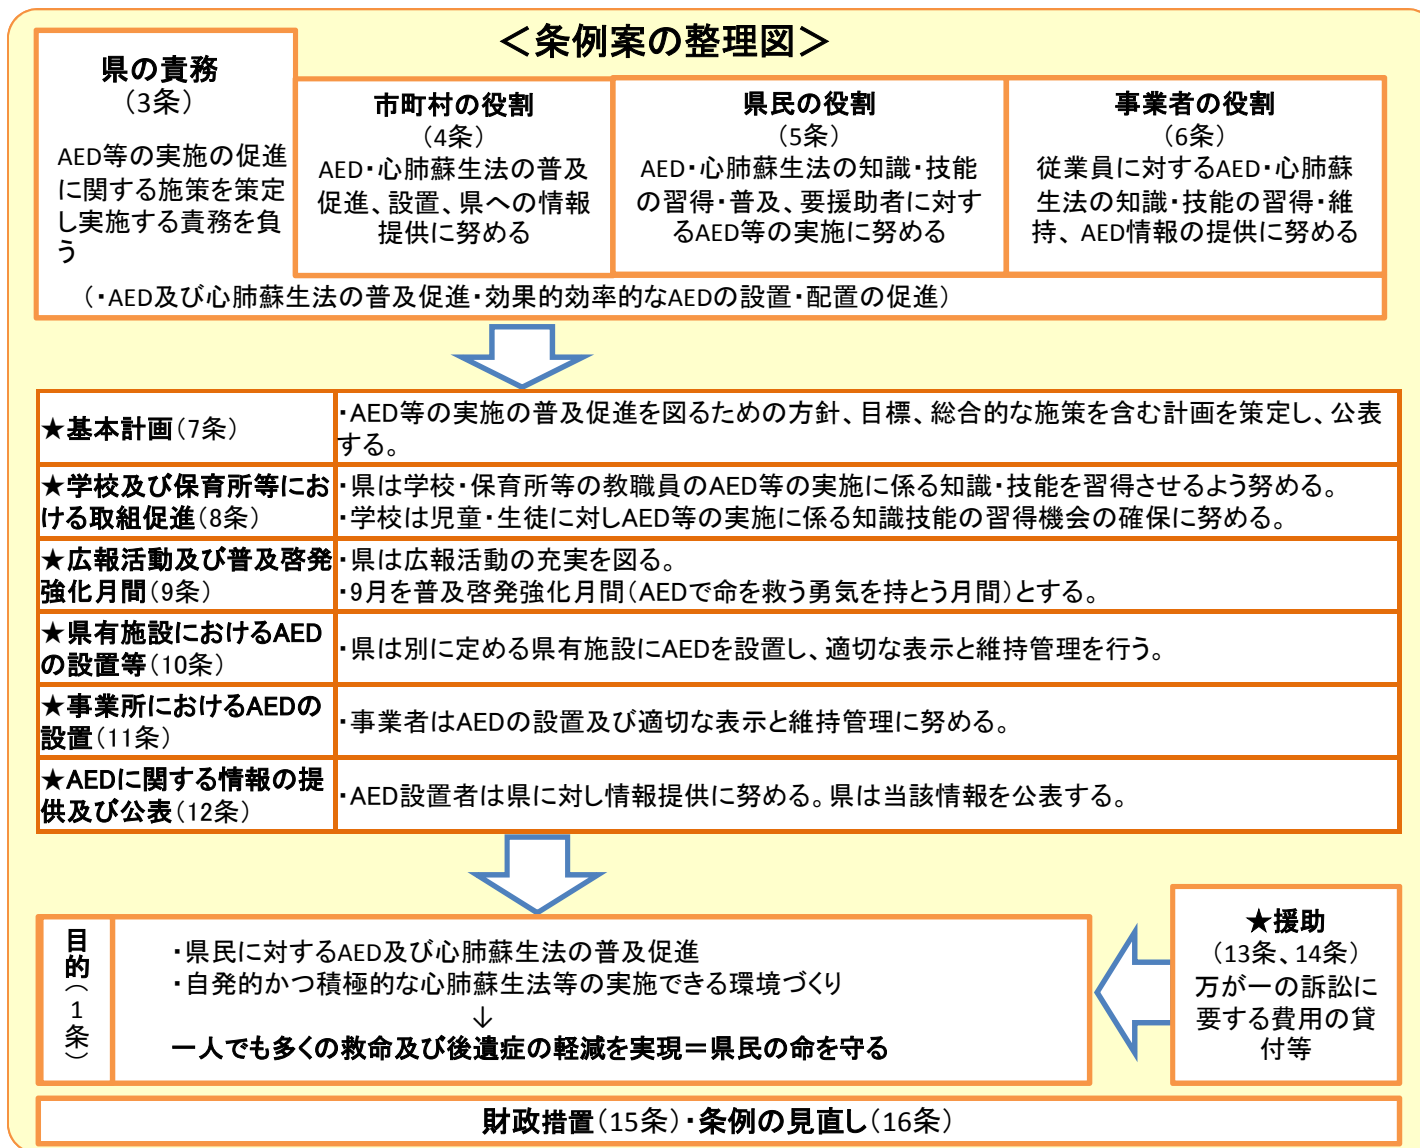 ＜条例案の整理図＞
県の責務
（3条）
AED等の実施の促進
に関する施策を策定
し実施する責務を負
う
市町村の役割
（4条）
AED・心肺蘇生法の普及
促進、設置、県への情報
提供に努める
県民の役割
（5条）
AED・心肺蘇生法の知識・技能
の習得・普及、要援助者に対す
るAED等の実施に努める
事業者の役割
（6条）
従業員に対するAED・心肺蘇
生法の知識・技能の習得・維
持、AED情報の提供に努める
（・AED及び心肺蘇生法の普及促進・効果的効率的なAEDの設置・配置の促進）
★基本計画（7条）
・AED等の実施の普及促進を図るための方針、目標、総合的な施策を含む計画を策定し、公表
する。
★学校及び保育所等にお
ける取組促進（8条）
・県は学校・保育所等の教職員のAED等の実施に係る知識・技能を習得させるよう努める。
・学校は児童・生徒に対しAED等の実施に係る知識技能の習得機会の確保に努める。
★広報活動及び普及啓発
強化月間（9条）
・県は広報活動の充実を図る。
・9月を普及啓発強化月間（AEDで命を救う勇気を持とう月間）とする。
★県有施設におけるAED
の設置等（10条）
・県は別に定める県有施設にAEDを設置し、適切な表示と維持管理を行う。
★事業所におけるAEDの
設置（11条）
・事業者はAEDの設置及び適切な表示と維持管理に努める。
★AEDに関する情報の提
供及び公表（12条）
・AED設置者は県に対し情報提供に努める。県は当該情報を公表する。
目的（1条）
・県民に対するAED及び心肺蘇生法の普及促進
・自発的かつ積極的な心肺蘇生法等の実施できる環境づくり
↓
一人でも多くの救命及び後遺症の軽減を実現＝県民の命を守る
★援助
（13条、14条）
万が一の訴訟に
要する費用の貸
付等
財政措置（15条）・条例の見直し（16条）